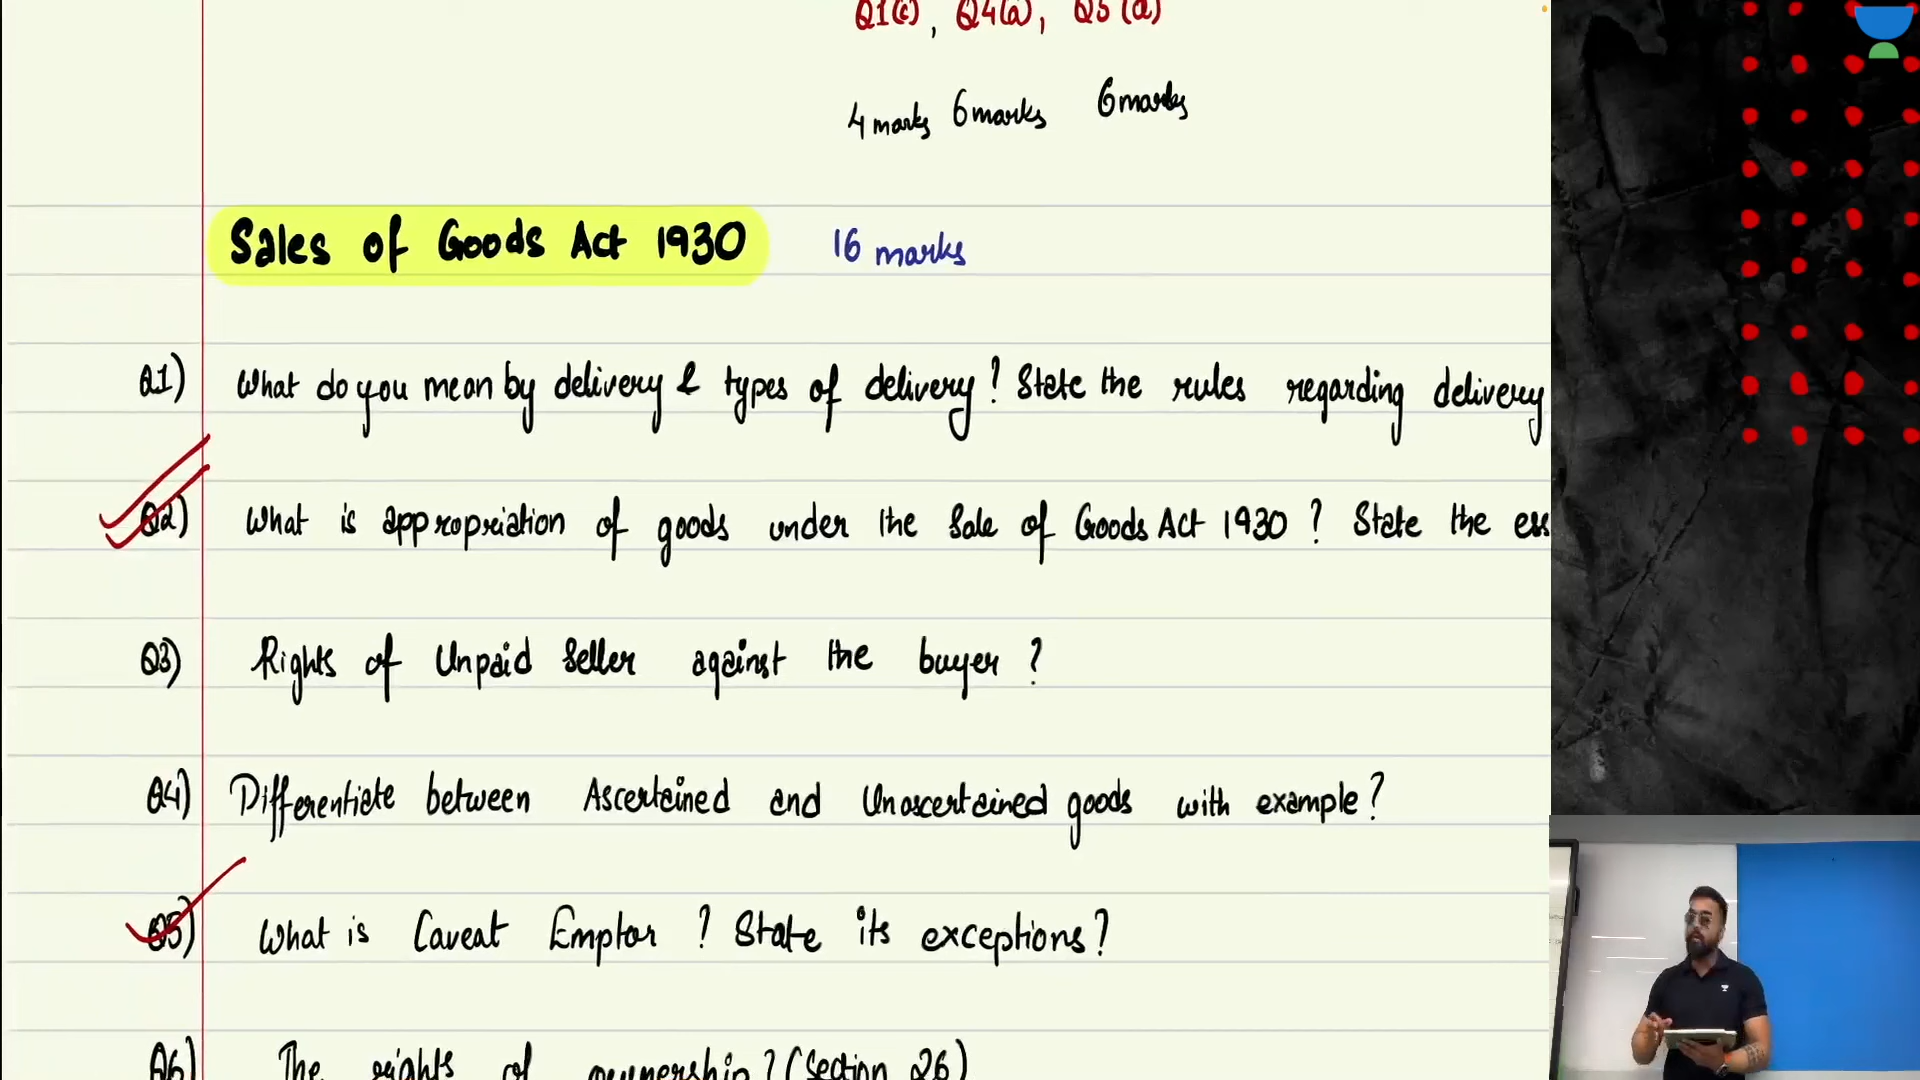 Q1(c), Q4(a), Q5(a)
4 marks 6 marks 6 marks
Sales of Goods Act 1930 16 marks
Q1) What do you mean by delivery & types of delivery? State the rules regarding delivery
Q2) What is appropriation of goods under the Sale of Goods Act 1930? State the ess
Q3) Rights of Unpaid Seller against the buyer?
Q4) Differentiate between Ascertained and Unascertained goods with example?
Q5) What is Caveat Emptor? State its exceptions?
Q6) The rights of ownership? (Section 26)